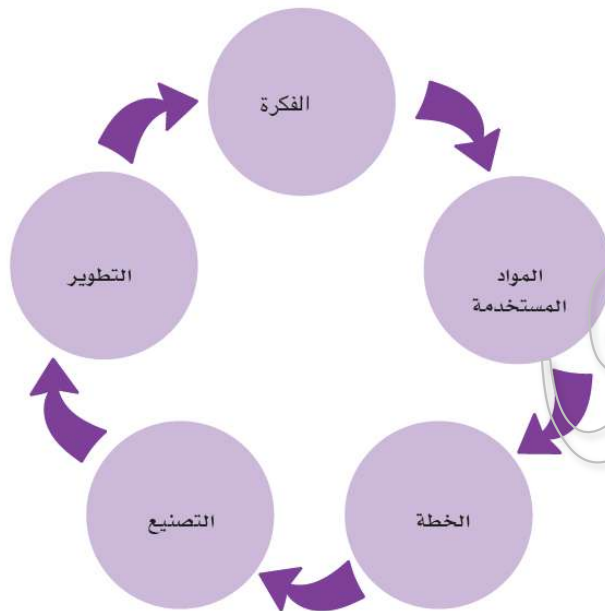 الفكرة
المواد
المستخدمة
الخطة
التصنيع
التطوير